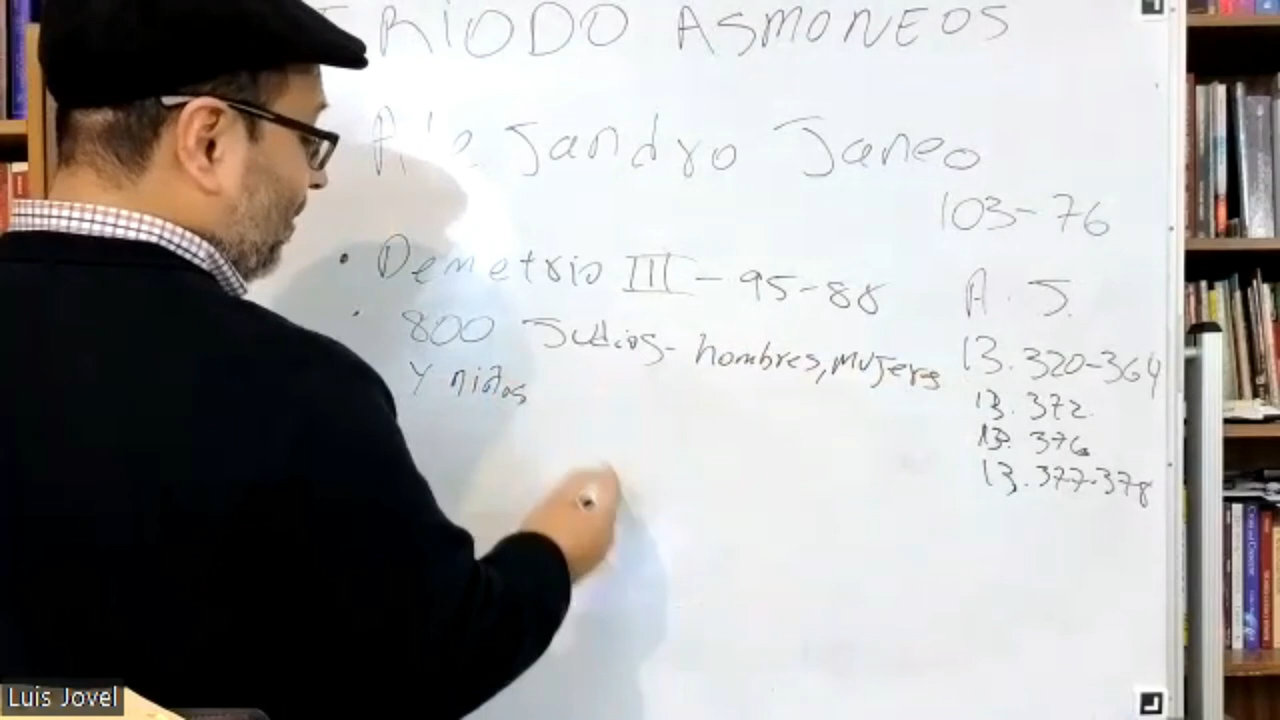 RIODO ASMONEOS
Alejandro Janeo
103-76
• Demetrio III - 95-88
A. J.
• 800 Judios- hombres, mujeres
y niños
13. 320-364
13. 372
13. 376
13. 377-378
Luis Jovel